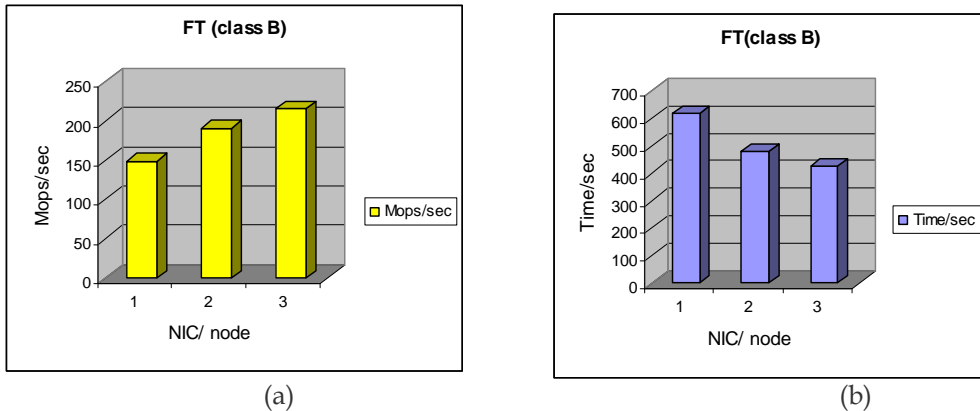 FT (class B)
250
200
150
100
50
0
Mops/sec
1 2 3
NIC/ node
Mops/sec
(a)
FT(class B)
700
600
500
400
300
200
100
0
Time/sec
1 2 3
NIC/ node
Time/sec
(b)